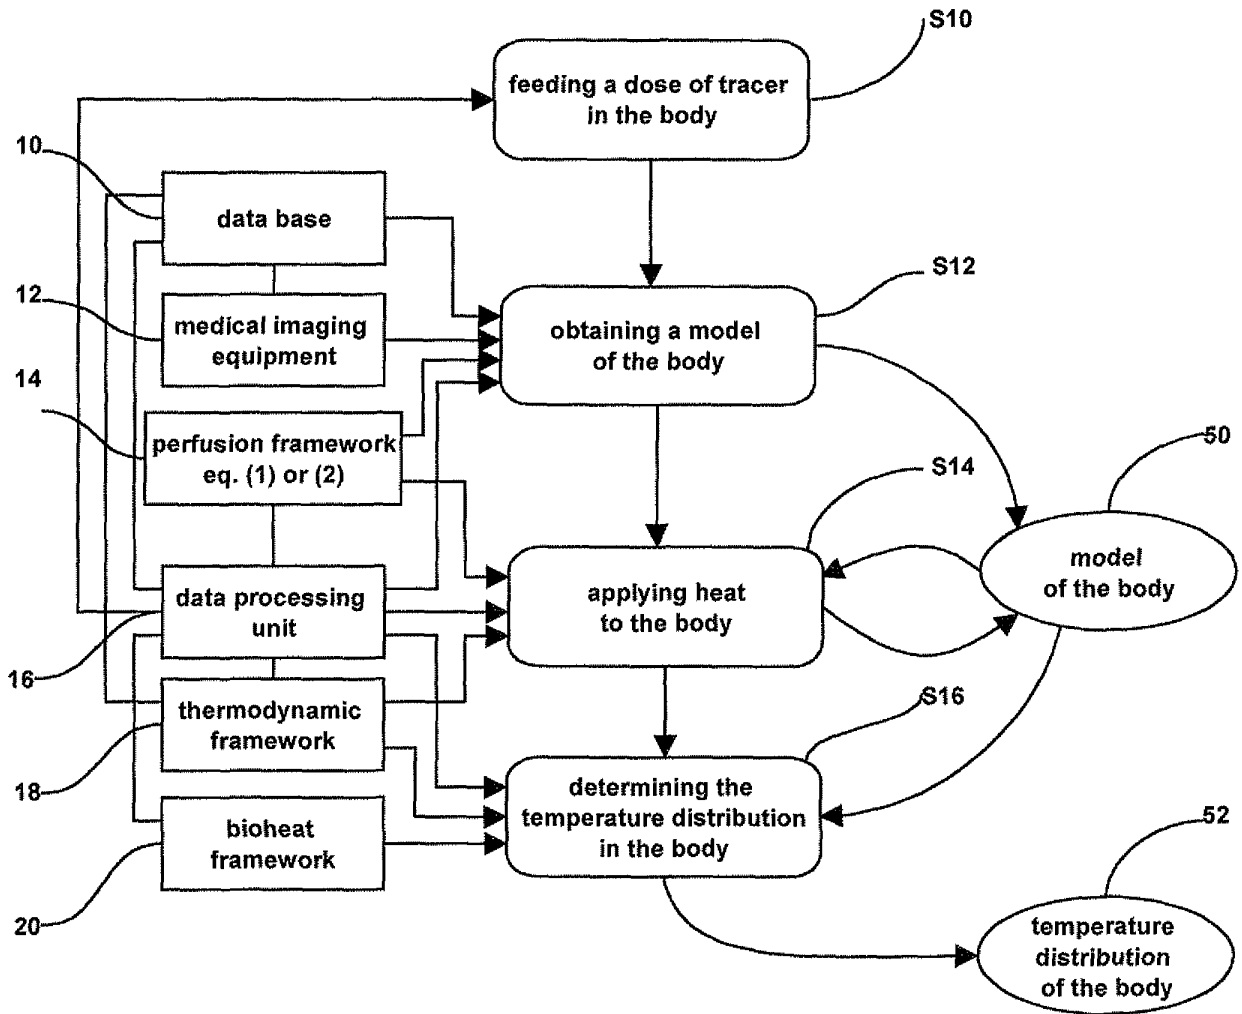 S10
feeding a dose of tracer
in the body
10
data base
S12
12
medical imaging
equipment
obtaining a model
of the body
14
perfusion framework
eq. (1) or (2)
50
S14
model
of the body
data processing
unit
applying heat
to the body
16
thermodynamic
framework
S16
18
determining the
temperature distribution
in the body
bioheat
framework
52
20
temperature
distribution
of the body